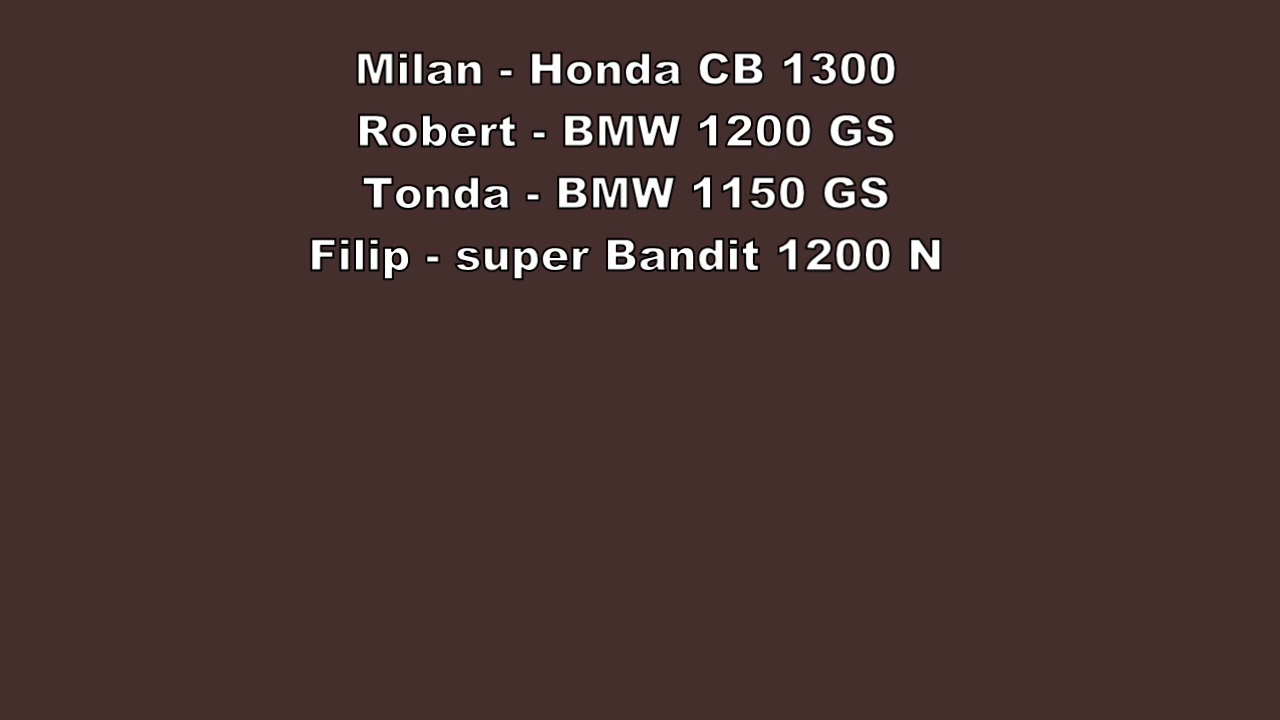 Milan - Honda CB 1300
Robert - BMW 1200 GS
Tonda - BMW 1150 GS
Filip - super Bandit 1200 N